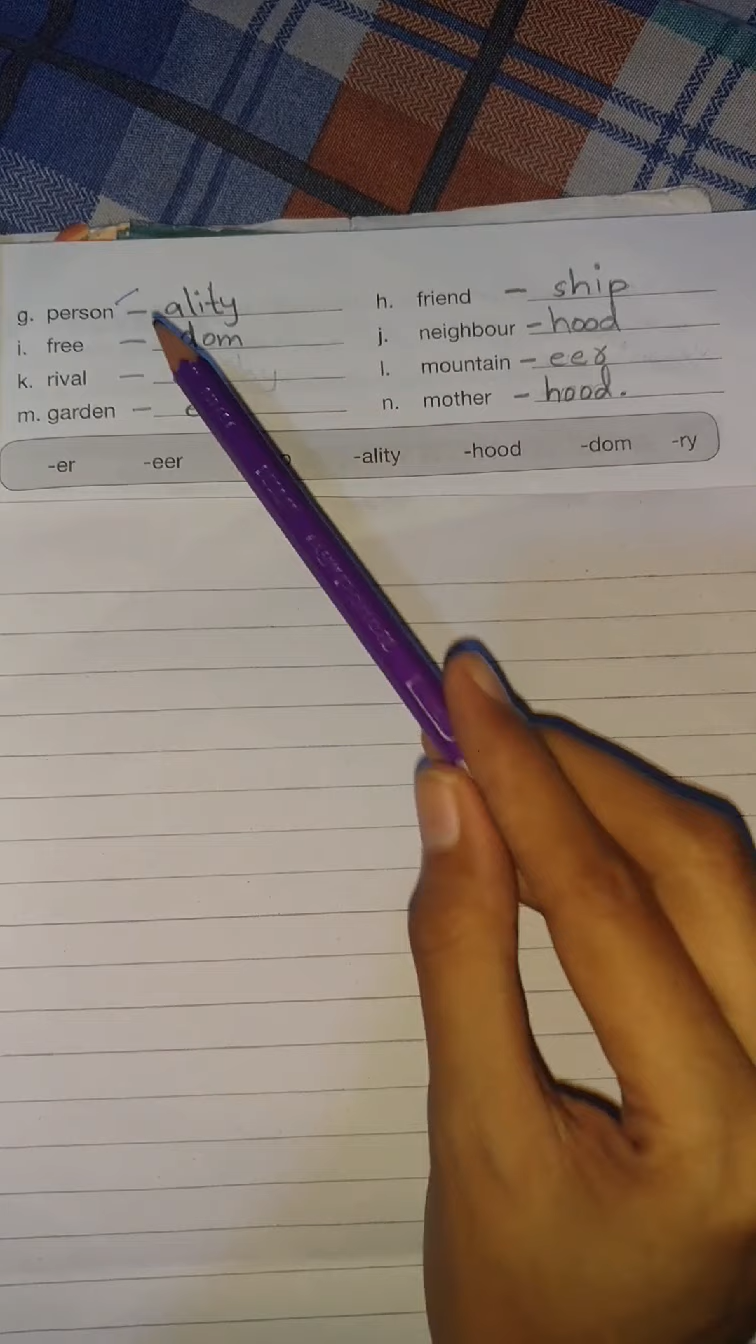 g. person - ality h. friend - ship
i. free - dom j. neighbour - hood
k. rival - l. mountain - eer
m. garden - n. mother - hood.
-er -eer -ality -hood -dom -ry